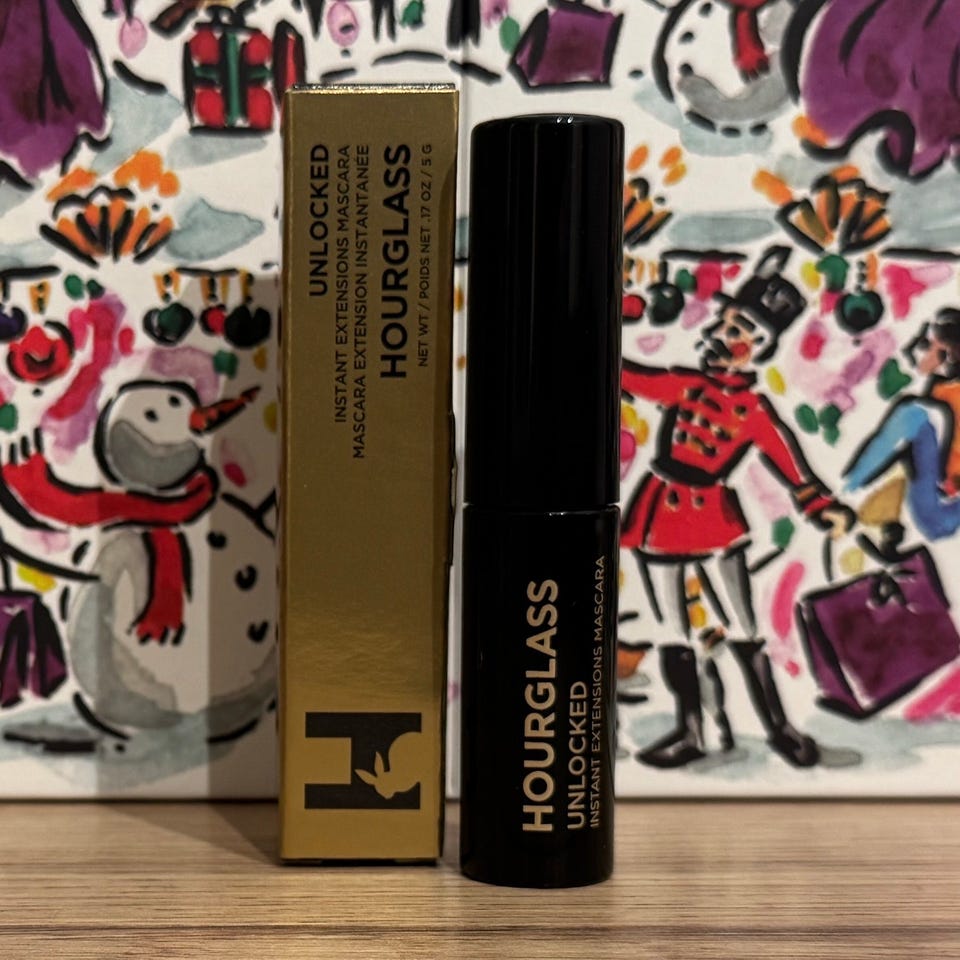 UNLOCKED
INSTANT EXTENSIONS MASCARA
MASCARA EXTENSION INSTANTANÉE
HOURGLASS
NET WT / POIDS NET .17 OZ / 5 G
H
HOURGLASS
UNLOCKED
INSTANT EXTENSIONS MASCARA